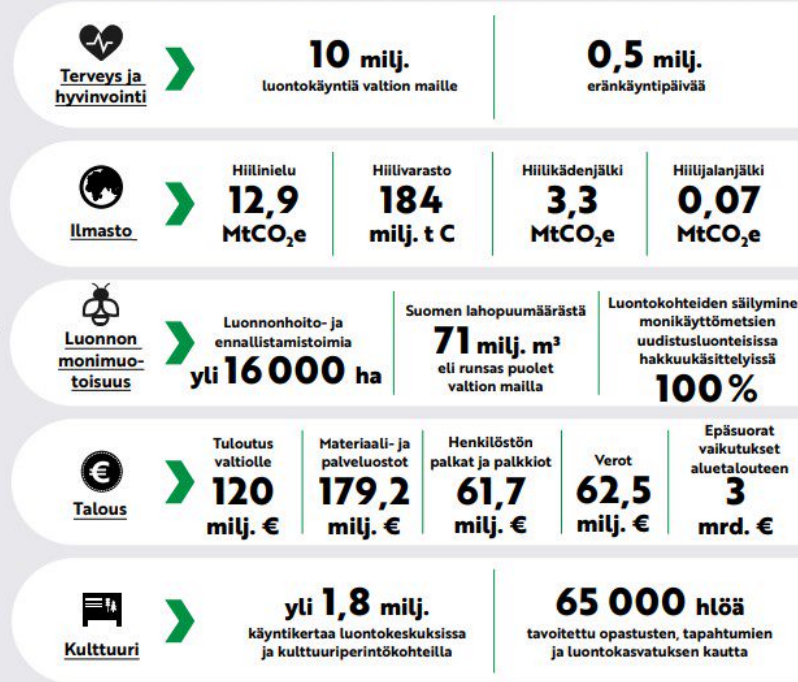 Terveys ja
hyvinvointi
10 milj.
luontokäyntiä valtion maille
0,5 milj.
eränkäyntipäivää
Ilmasto
Hiilinielu
12,9
MtCO₂e
Hiilivarasto
184
milj. t C
Hiilikädenjälki
3,3
MtCO₂e
Hiilijalanjälki
0,07
MtCO₂e
Luonnon
monimuo-
toisuus
Luonnonhoito- ja
ennallistamistoimia
yli 16 000 ha
Suomen lahopuumäärästä
71 milj. m³
eli runsas puolet
valtion mailla
Luontokohteiden säilyminen
monikäyttömetsien
uudistusluonteisissa
hakkuukäsittelyissä
100 %
€
Talous
Tuloutus
valtiolle
120
milj. €
Materiaali- ja
palveluostot
179,2
milj. €
Henkilöstön
palkat ja palkkiot
61,7
milj. €
Verot
62,5
milj. €
Epäsuorat
vaikutukset
aluetalouteen
3
mrd. €
Kulttuuri
yli 1,8 milj.
käyntikertaa luontokeskuksissa
ja kulttuuriperintökohteilla
65 000 hlöä
tavoitettu opastusten, tapahtumien
ja luontokasvatuksen kautta